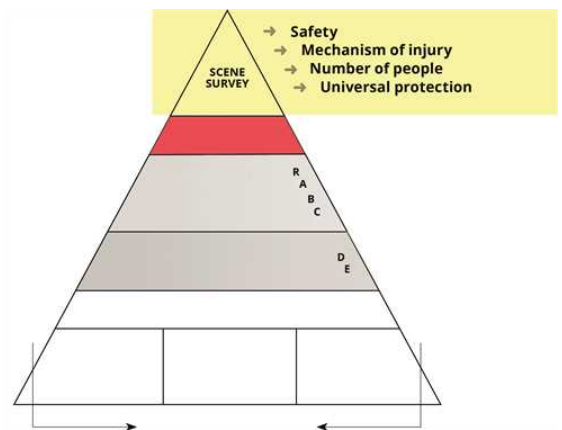 Safety
Mechanism of injury
SCENE
SURVEY
Number of people
Universal protection
R
A
B
C
D
E